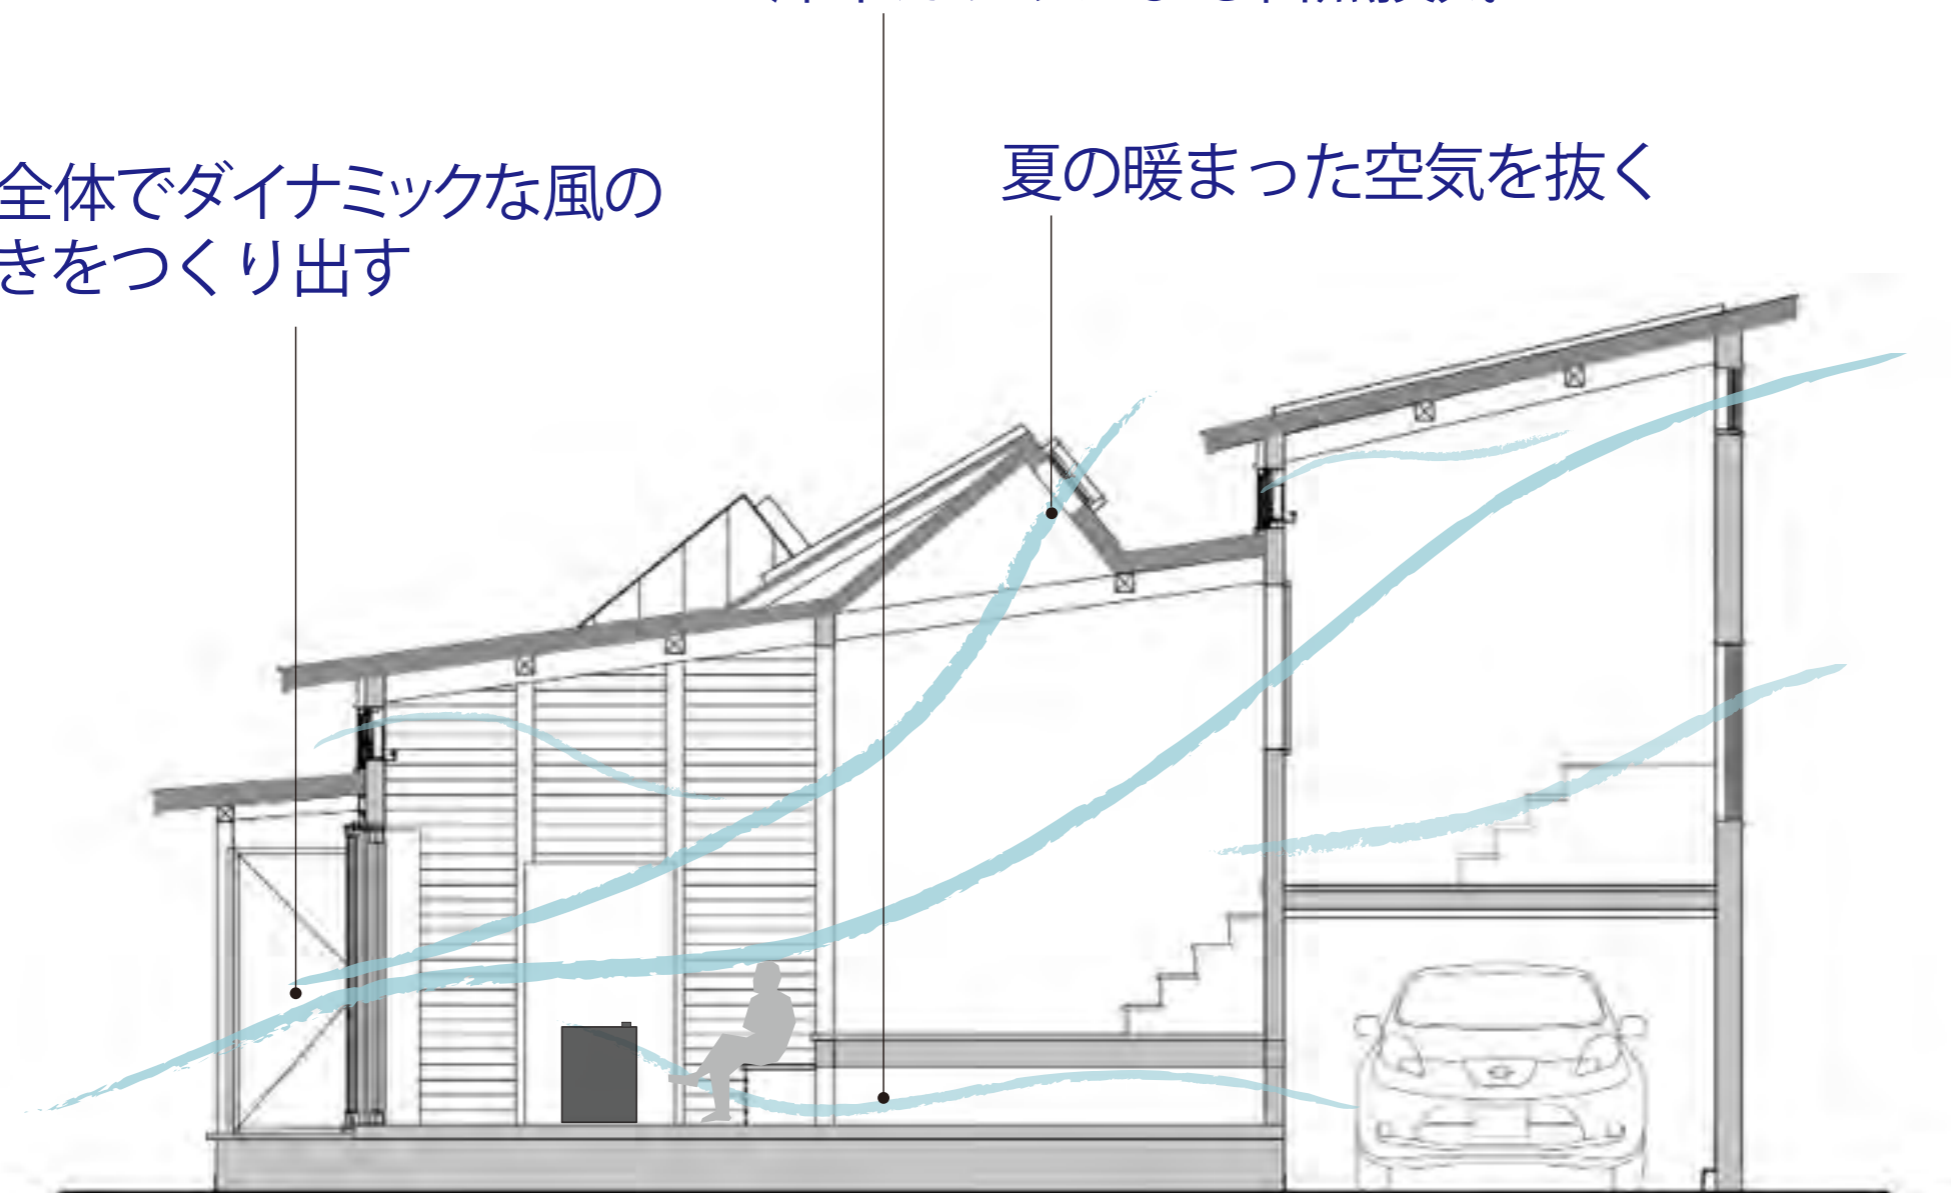 夏の暖まった空気を抜く
全体でダイナミックな風の
きをつくり出す